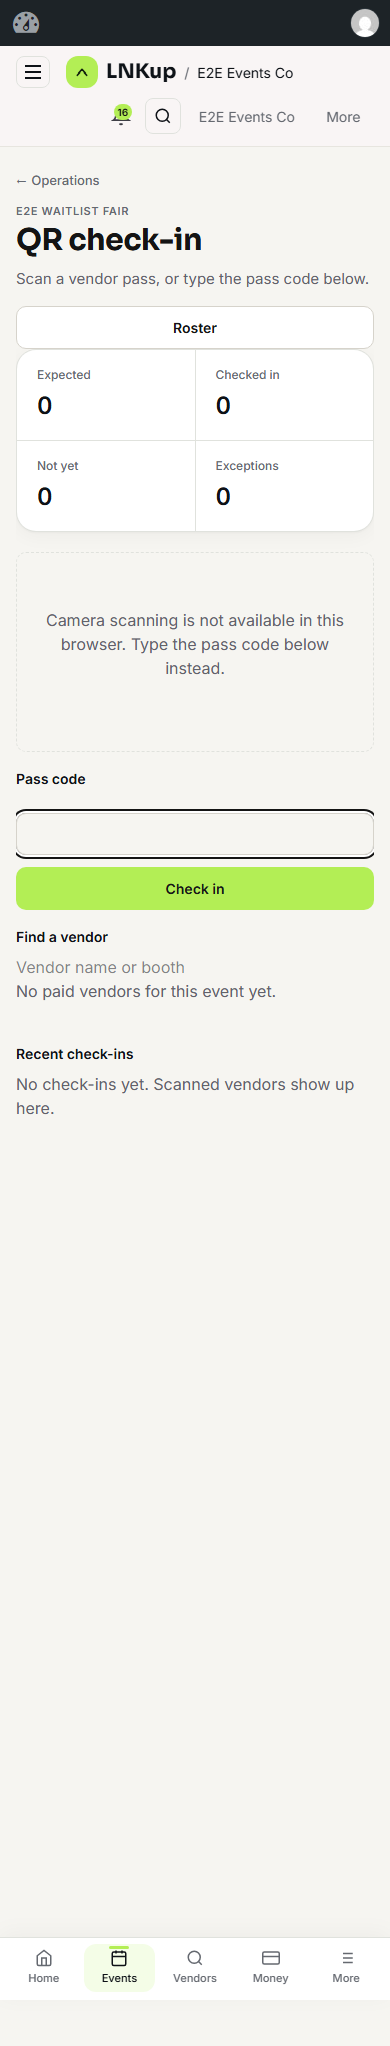 LNKup / E2E Events Co
16
E2E Events Co
More
← Operations
E2E WAITLIST FAIR
QR check-in
Scan a vendor pass, or type the pass code below.
Roster
Expected
0
Checked in
0
Not yet
0
Exceptions
0
Camera scanning is not available in this
browser. Type the pass code below
instead.
Pass code
Check in
Find a vendor
Vendor name or booth
No paid vendors for this event yet.
Recent check-ins
No check-ins yet. Scanned vendors show up
here.
Home
Events
Vendors
Money
More